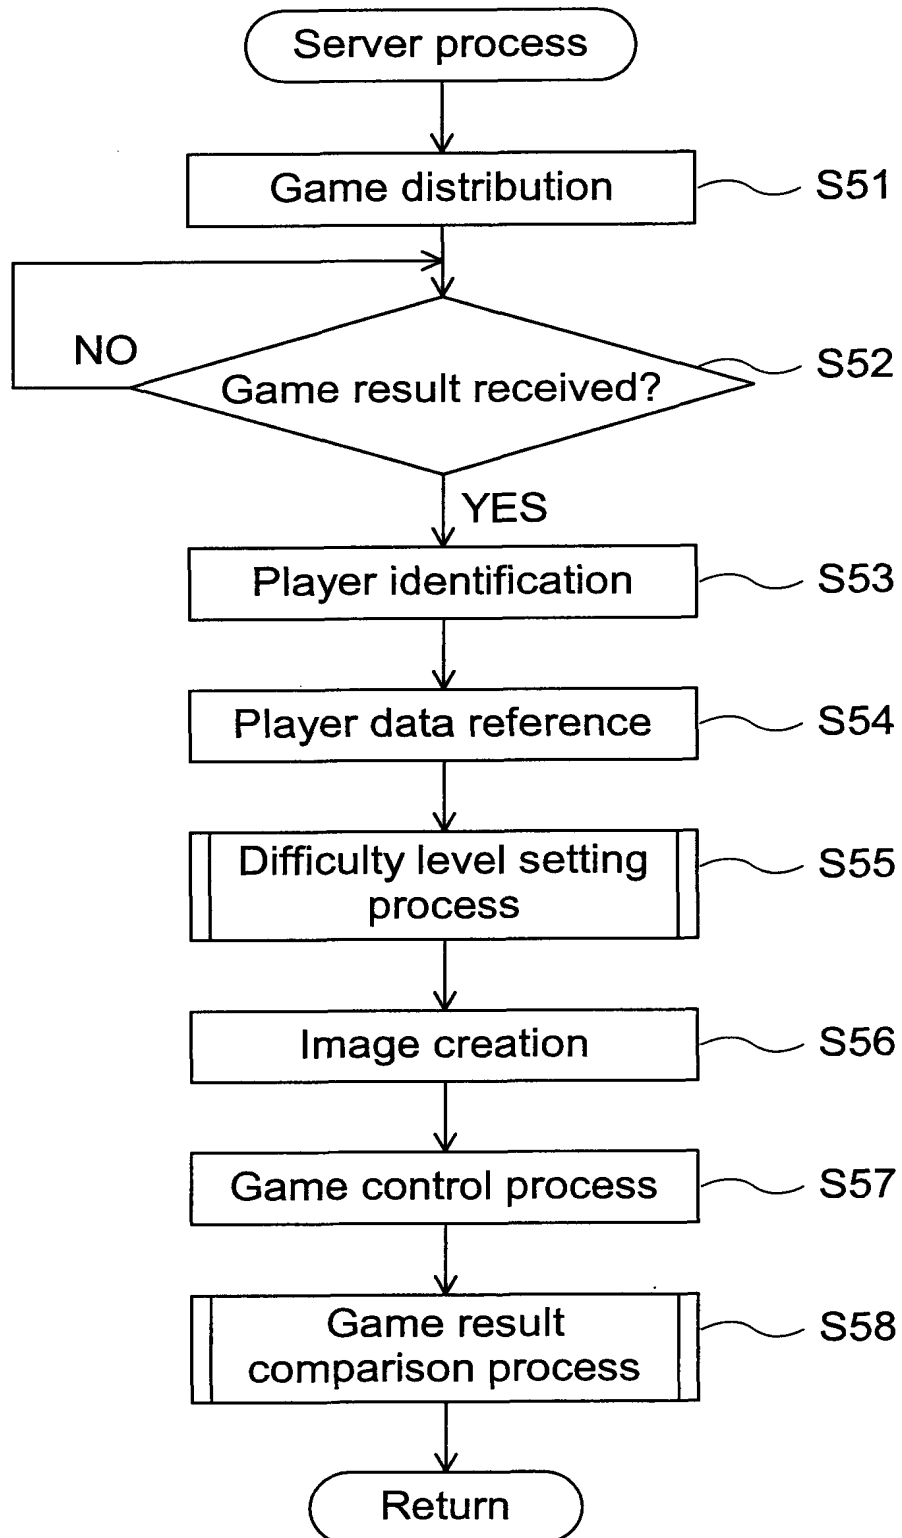 Server process
Game distribution
S51
NO
Game result received?
S52
YES
Player identification
S53
Player data reference
S54
Difficulty level setting
process
S55
Image creation
S56
Game control process
S57
Game result
comparison process
S58
Return